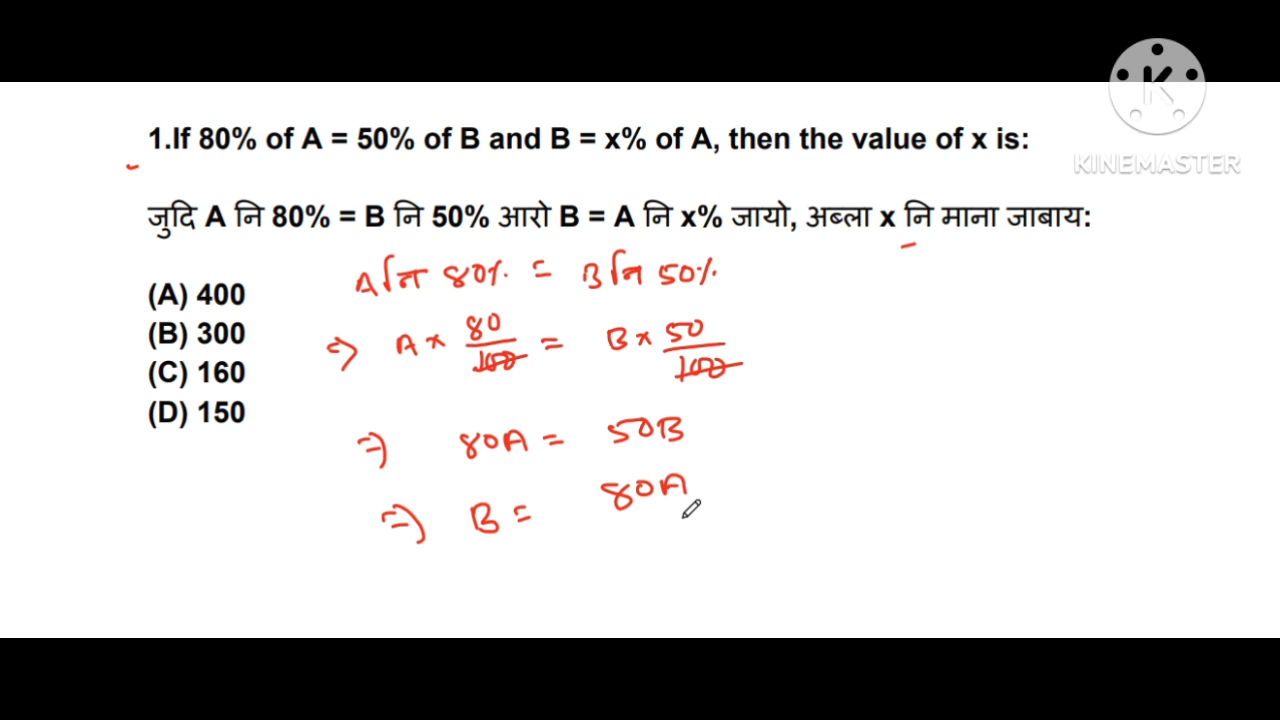 KINEMASTER
1.If 80% of A = 50% of B and B = x% of A, then the value of x is:
जुदि A नि 80% = B नि 50% आरो B = A नि x% जायो, अब्ला x नि माना जाबाय:
(A) 400
(B) 300
(C) 160
(D) 150
A नि 80% = B नि 50%
⇒ A × 80/100 = B × 50/100
⇒ 80A = 50B
⇒ B = 80A